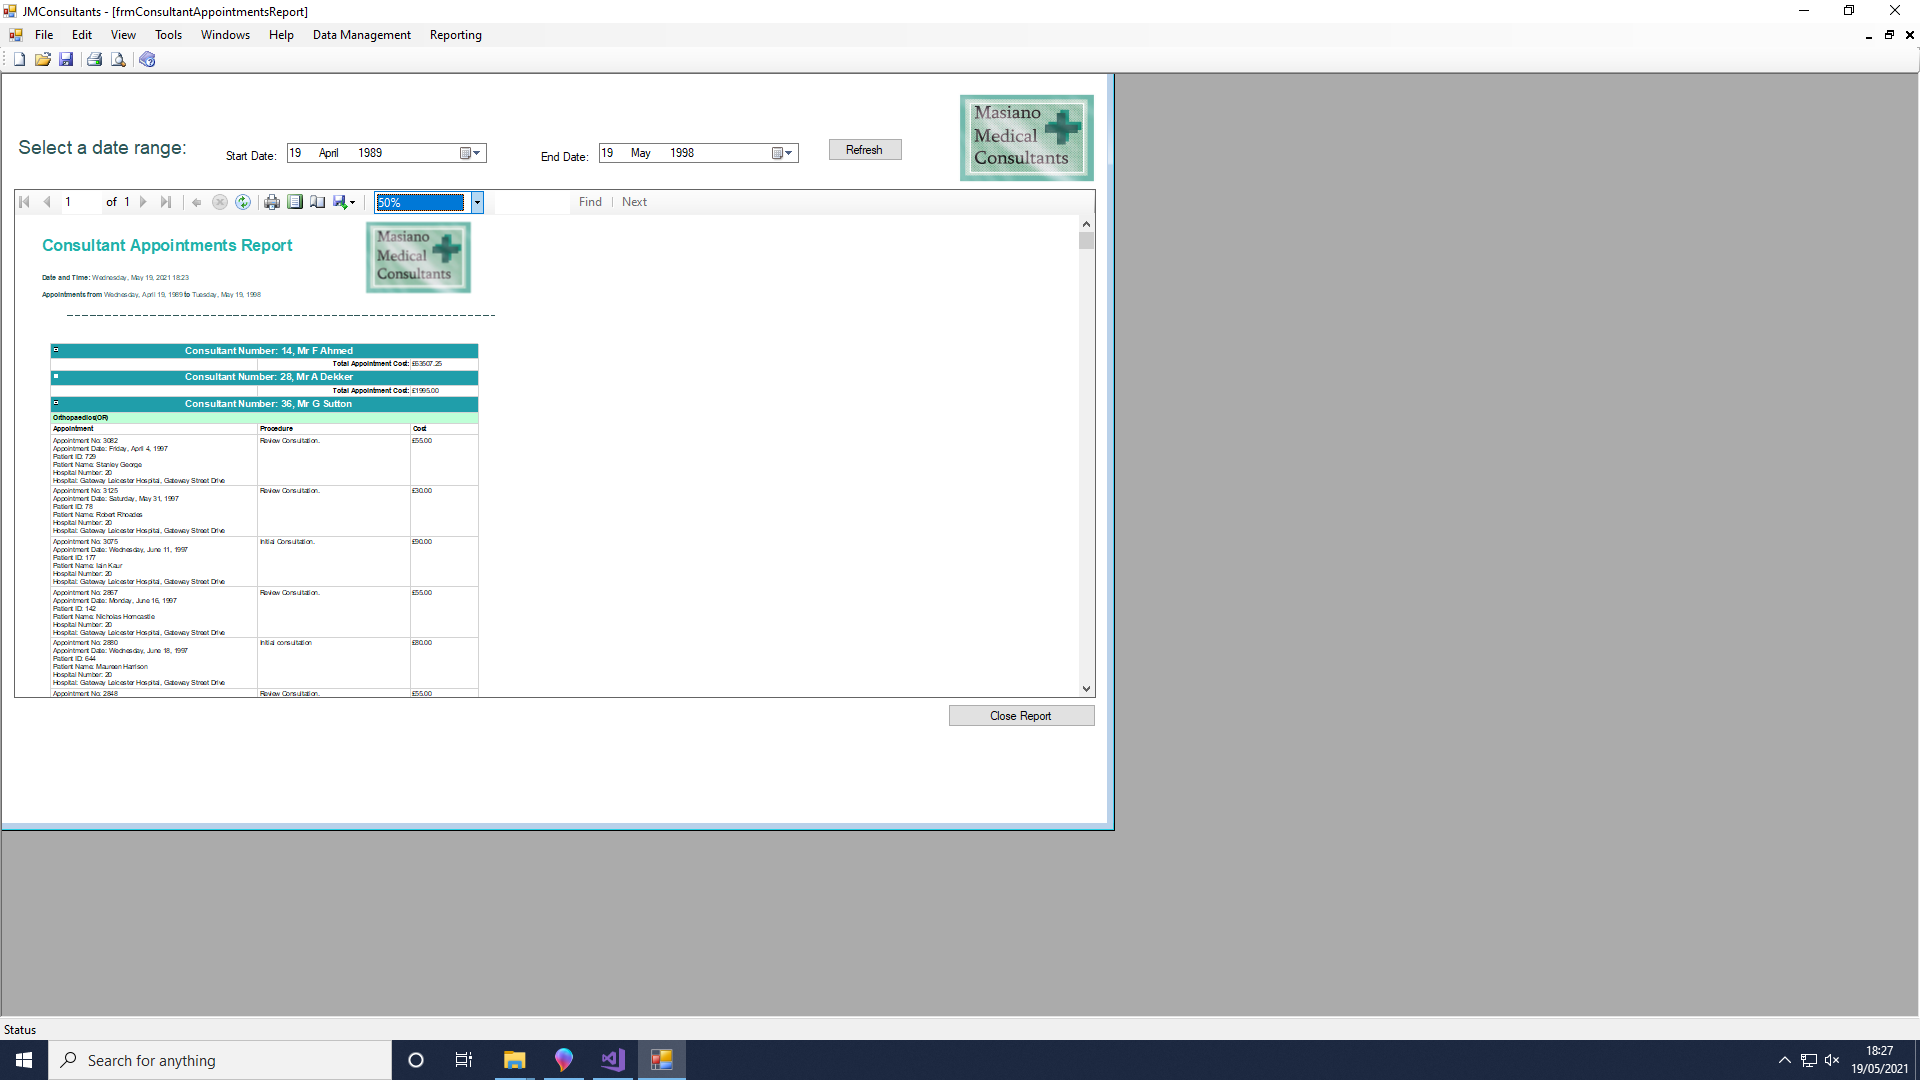 JMConsultants - [frmConsultantAppointmentsReport]
File Edit View Tools Windows Help Data Management Reporting
Masiano
Medical
Consultants
Select a date range:
Start Date: 19 April 1989
End Date: 19 May 1998
Refresh
1 of 1 50% Find Next
Consultant Appointments Report
Masiano
Medical
Consultants
Date and Time: Wednesday, May 19, 2021 18:23
Appointments from Wednesday, April 19, 1989 to Tuesday, May 19, 1998
Consultant Number: 14, Mr F Ahmed
Total Appointment Cost: £63507.25
Consultant Number: 28, Mr A Dekker
Total Appointment Cost: £1995.00
Consultant Number: 36, Mr G Sutton
Orthopaedics(OR)
Appointment Procedure Cost
Appointment No: 3082 Review Consultation. £55.00
Appointment Date: Friday, April 4, 1997
Patient ID: 729
Patient Name: Stanley George
Hospital Number: 20
Hospital: Gateway Leicester Hospital, Gateway Street Drive
Appointment No: 3125 Review Consultation. £30.00
Appointment Date: Saturday, May 31, 1997
Patient ID: 78
Patient Name: Robert Rhoades
Hospital Number: 20
Hospital: Gateway Leicester Hospital, Gateway Street Drive
Appointment No: 3075 Initial Consultation. £90.00
Appointment Date: Wednesday, June 11, 1997
Patient ID: 177
Patient Name: Iain Kaur
Hospital Number: 20
Hospital: Gateway Leicester Hospital, Gateway Street Drive
Appointment No: 2867 Review Consultation. £55.00
Appointment Date: Monday, June 16, 1997
Patient ID: 142
Patient Name: Nicholas Horncastle
Hospital Number: 20
Hospital: Gateway Leicester Hospital, Gateway Street Drive
Appointment No: 2880 Initial consultation £80.00
Appointment Date: Wednesday, June 18, 1997
Patient ID: 644
Patient Name: Maureen Harrison
Hospital Number: 20
Hospital: Gateway Leicester Hospital, Gateway Street Drive
Appointment No: 2848 Review Consultation. £55.00
Close Report
Status
Search for anything
18:27
19/05/2021